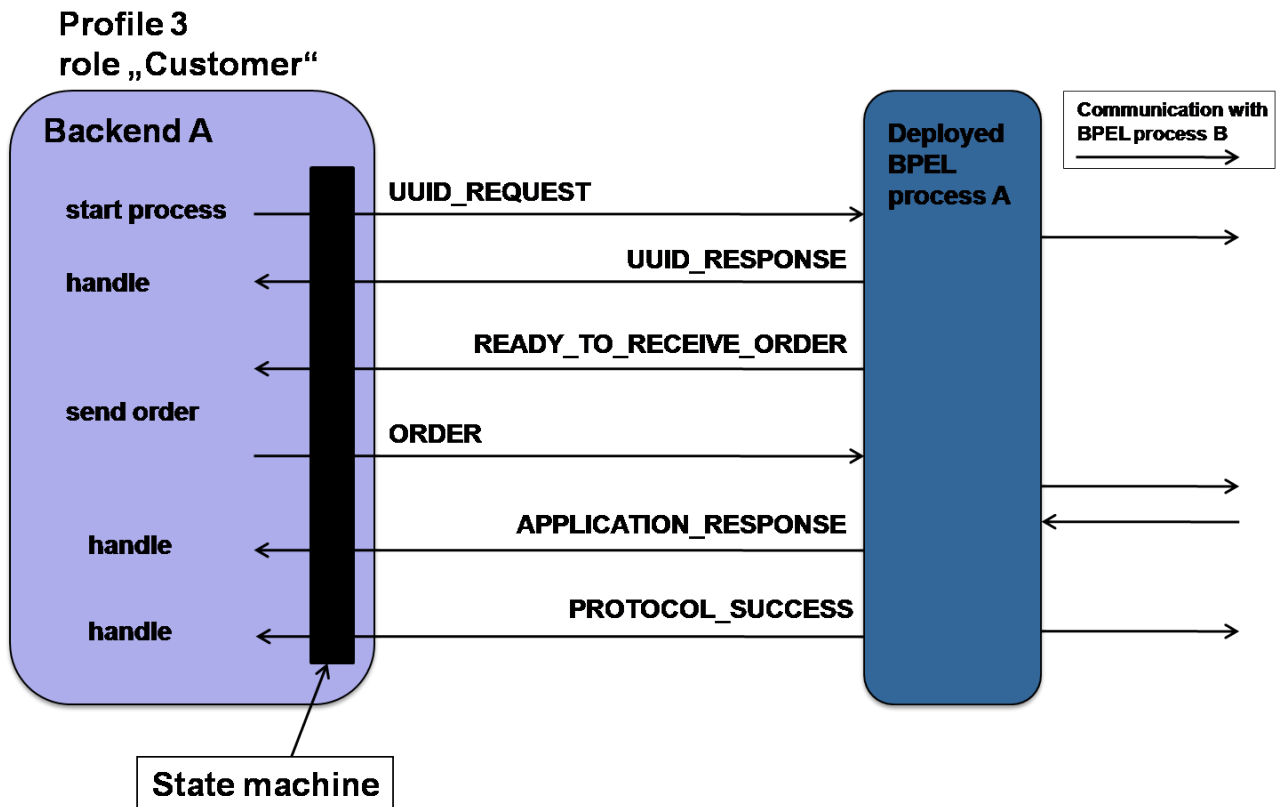 Profile 3
role „Customer“
Backend A
Deployed
BPEL
process A
Communication with
BPEL process B
start process
UUID_REQUEST
UUID_RESPONSE
handle
READY_TO_RECEIVE_ORDER
send order
ORDER
APPLICATION_RESPONSE
handle
PROTOCOL_SUCCESS
handle
State machine